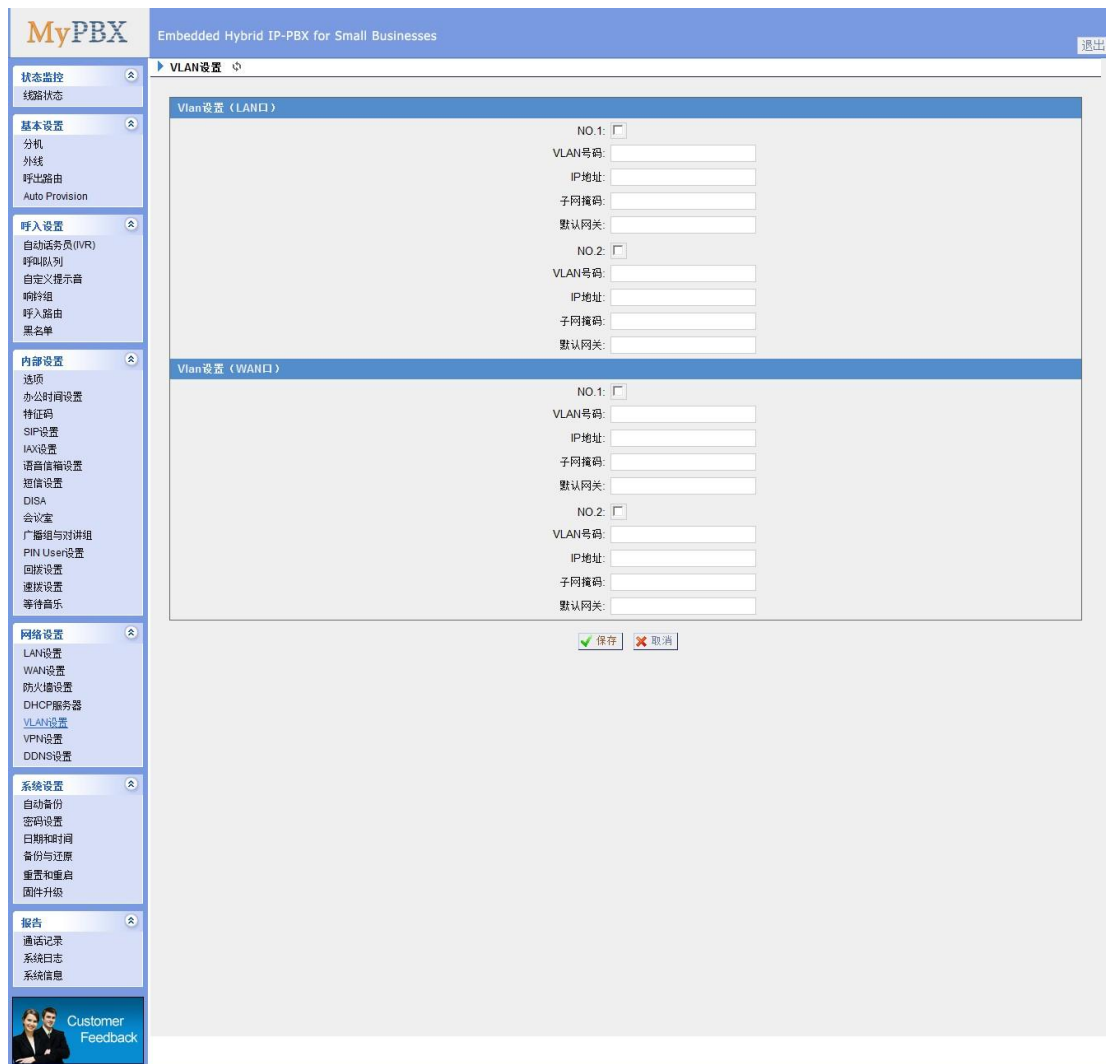 MyPBX
Embedded Hybrid IP-PBX for Small Businesses
退出
状态监控
线路状态
基本设置
分机
外线
呼出路由
Auto Provision
呼入设置
自动话务员(IVR)
呼叫队列
自定义提示音
响铃组
呼入路由
黑名单
内部设置
选项
办公时间设置
特征码
SIP设置
IAX设置
语音信箱设置
短信设置
DISA
会议室
广播组与对讲组
PIN User设置
回拨设置
速拨设置
等待音乐
网络设置
LAN设置
WAN设置
防火墙设置
DHCP服务器
VLAN设置
VPN设置
DDNS设置
系统设置
自动备份
密码设置
日期和时间
备份与还原
重置和重启
固件升级
报告
通话记录
系统日志
系统信息
Customer
Feedback
VLAN设置
Vlan设置（LAN口）
NO.1:
VLAN号码:
IP地址:
子网掩码:
默认网关:
NO.2:
VLAN号码:
IP地址:
子网掩码:
默认网关:
Vlan设置（WAN口）
NO.1:
VLAN号码:
IP地址:
子网掩码:
默认网关:
NO.2:
VLAN号码:
IP地址:
子网掩码:
默认网关:
保存 取消